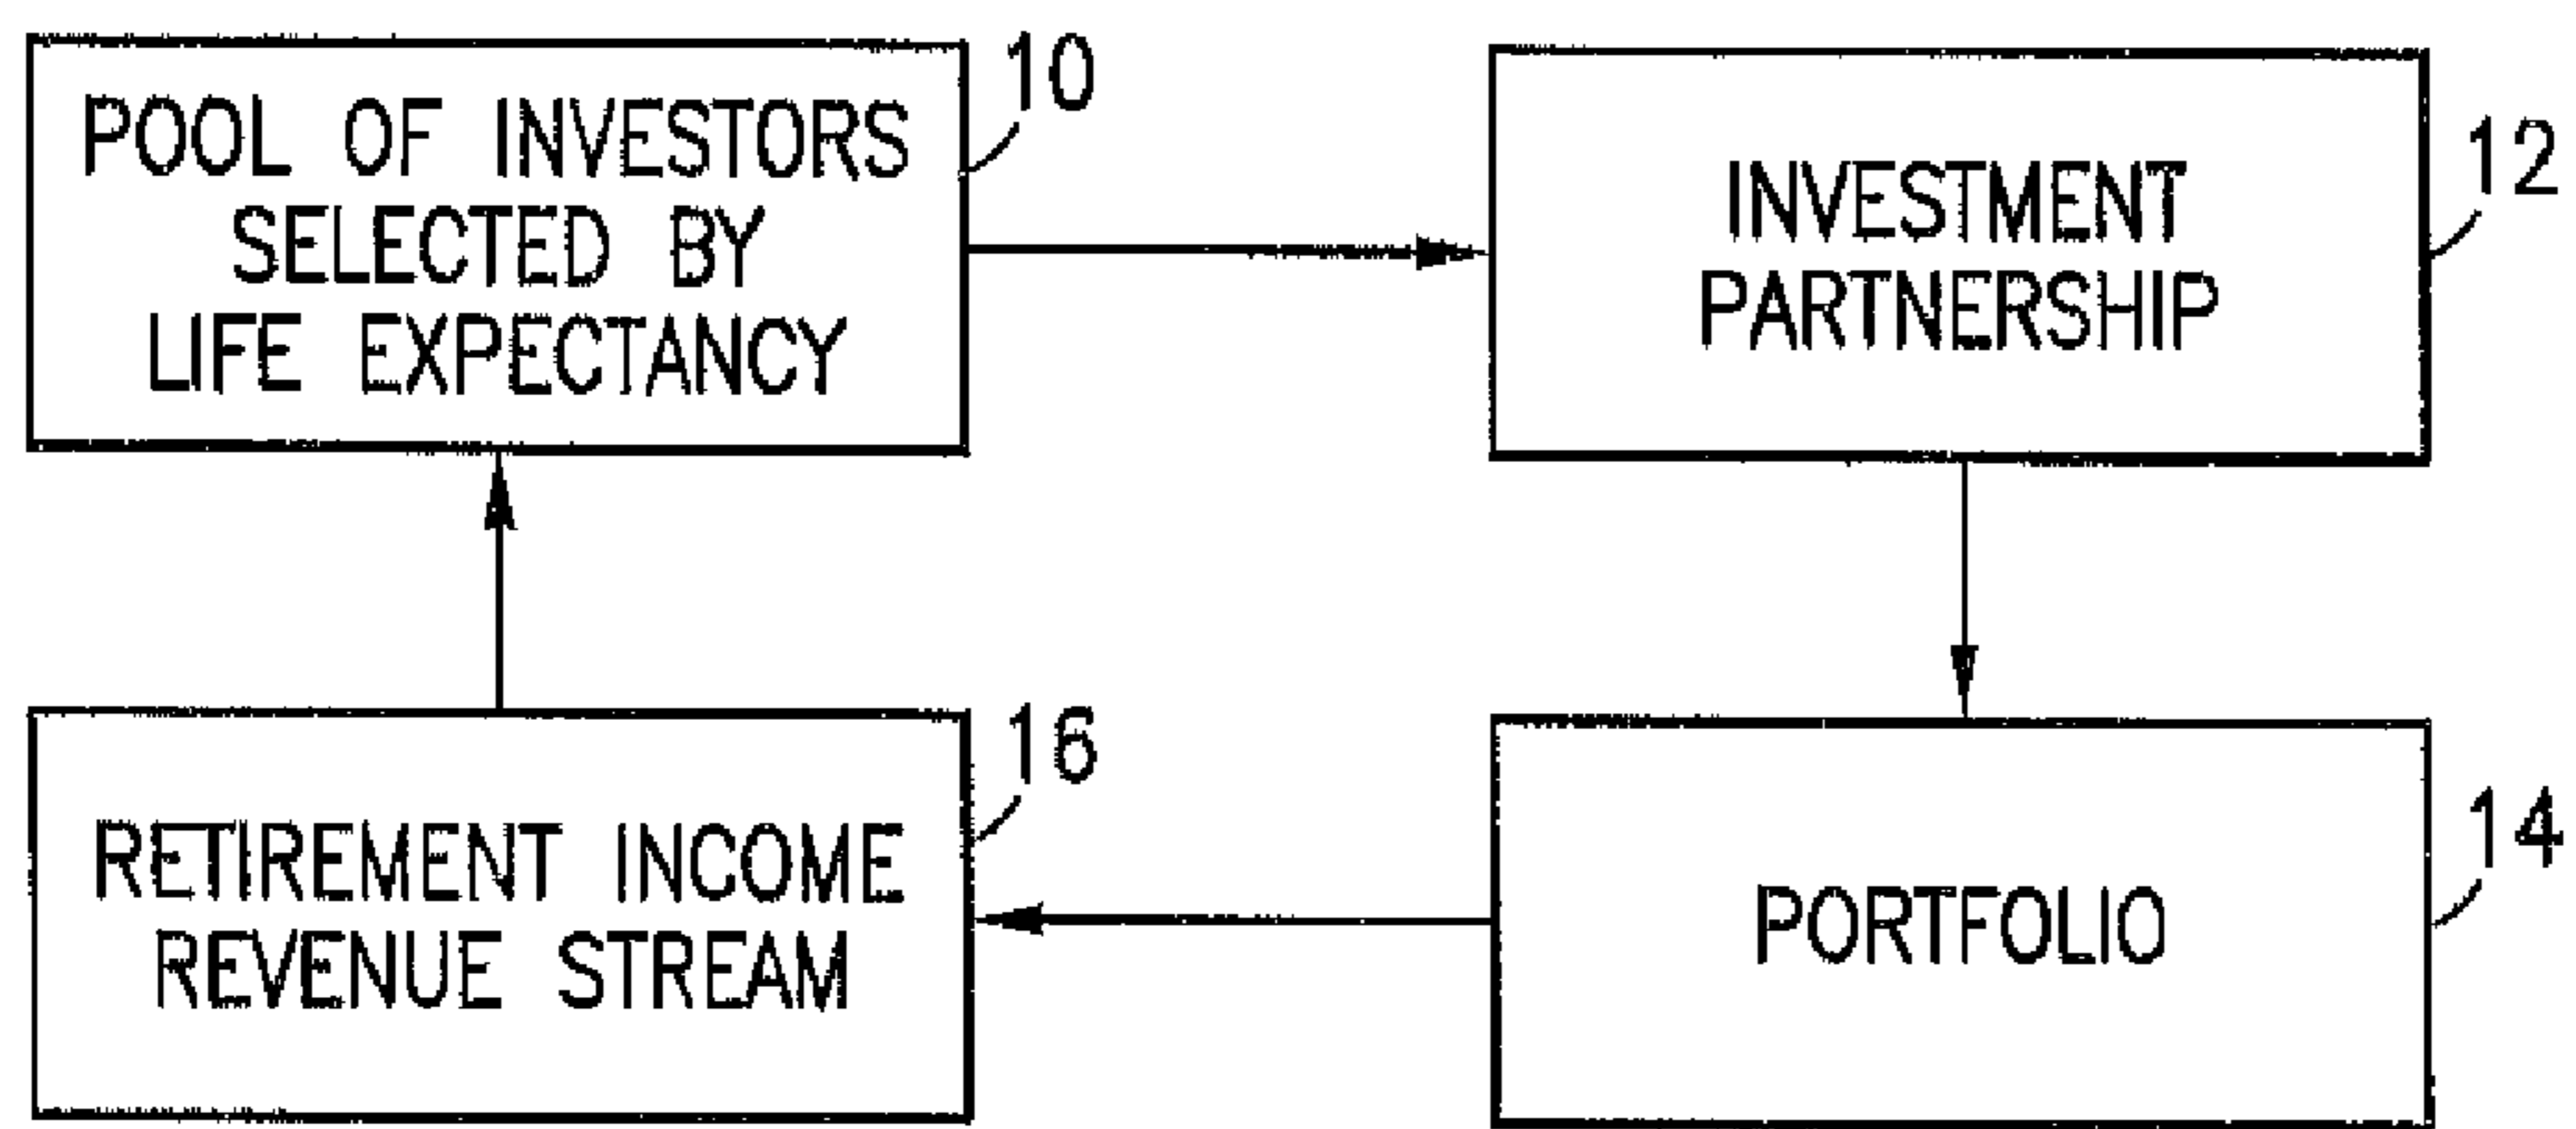 POOL OF INVESTORS
SELECTED BY
LIFE EXPECTANCY
10
INVESTMENT
PARTNERSHIP
12
RETIREMENT INCOME
REVENUE STREAM
16
PORTFOLIO
14